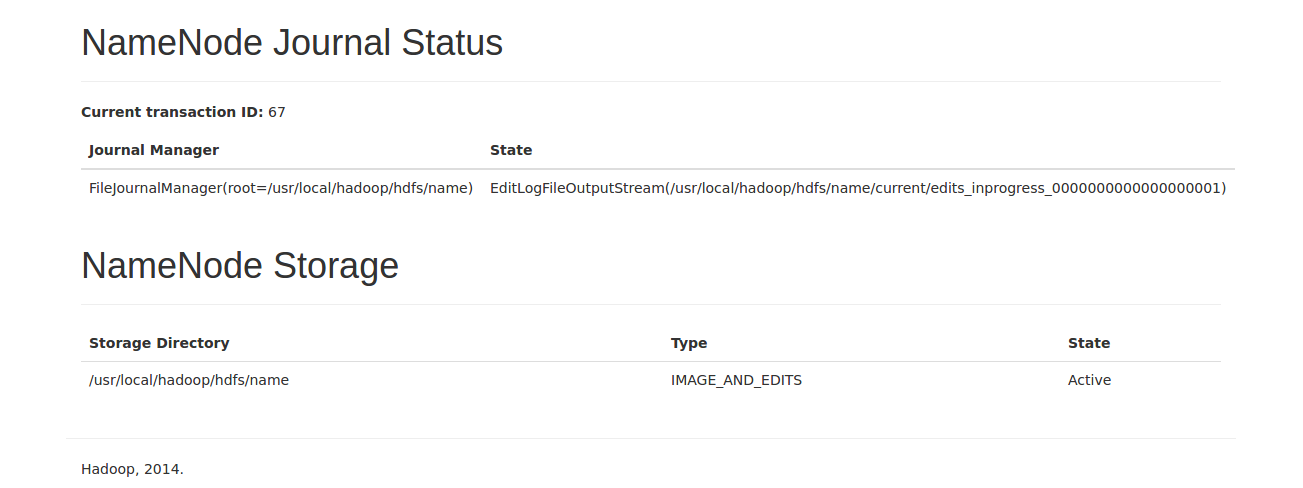 NameNode Journal Status
Current transaction ID: 67
Journal Manager State
FileJournalManager(root=/usr/local/hadoop/hdfs/name) EditLogFileOutputStream(/usr/local/hadoop/hdfs/name/current/edits_inprogress_0000000000000000001)
NameNode Storage
Storage Directory Type State
/usr/local/hadoop/hdfs/name IMAGE_AND_EDITS Active
Hadoop, 2014.